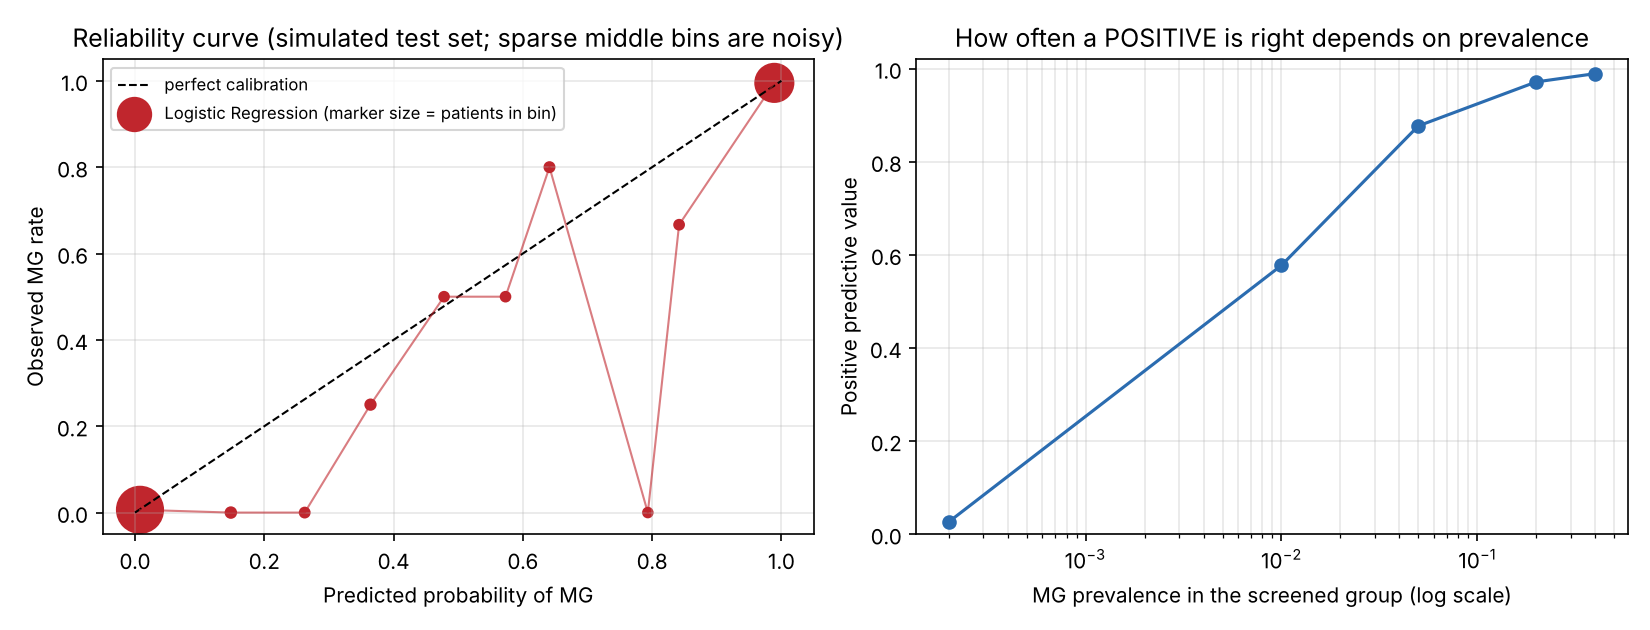 Reliability curve (simulated test set; sparse middle bins are noisy)
perfect calibration
Logistic Regression (marker size = patients in bin)
1.0
0.8
0.6
0.4
0.2
0.0
Observed MG rate
0.0 0.2 0.4 0.6 0.8 1.0
Predicted probability of MG
How often a POSITIVE is right depends on prevalence
1.0
0.8
0.6
0.4
0.2
0.0
Positive predictive value
10⁻³ 10⁻² 10⁻¹
MG prevalence in the screened group (log scale)